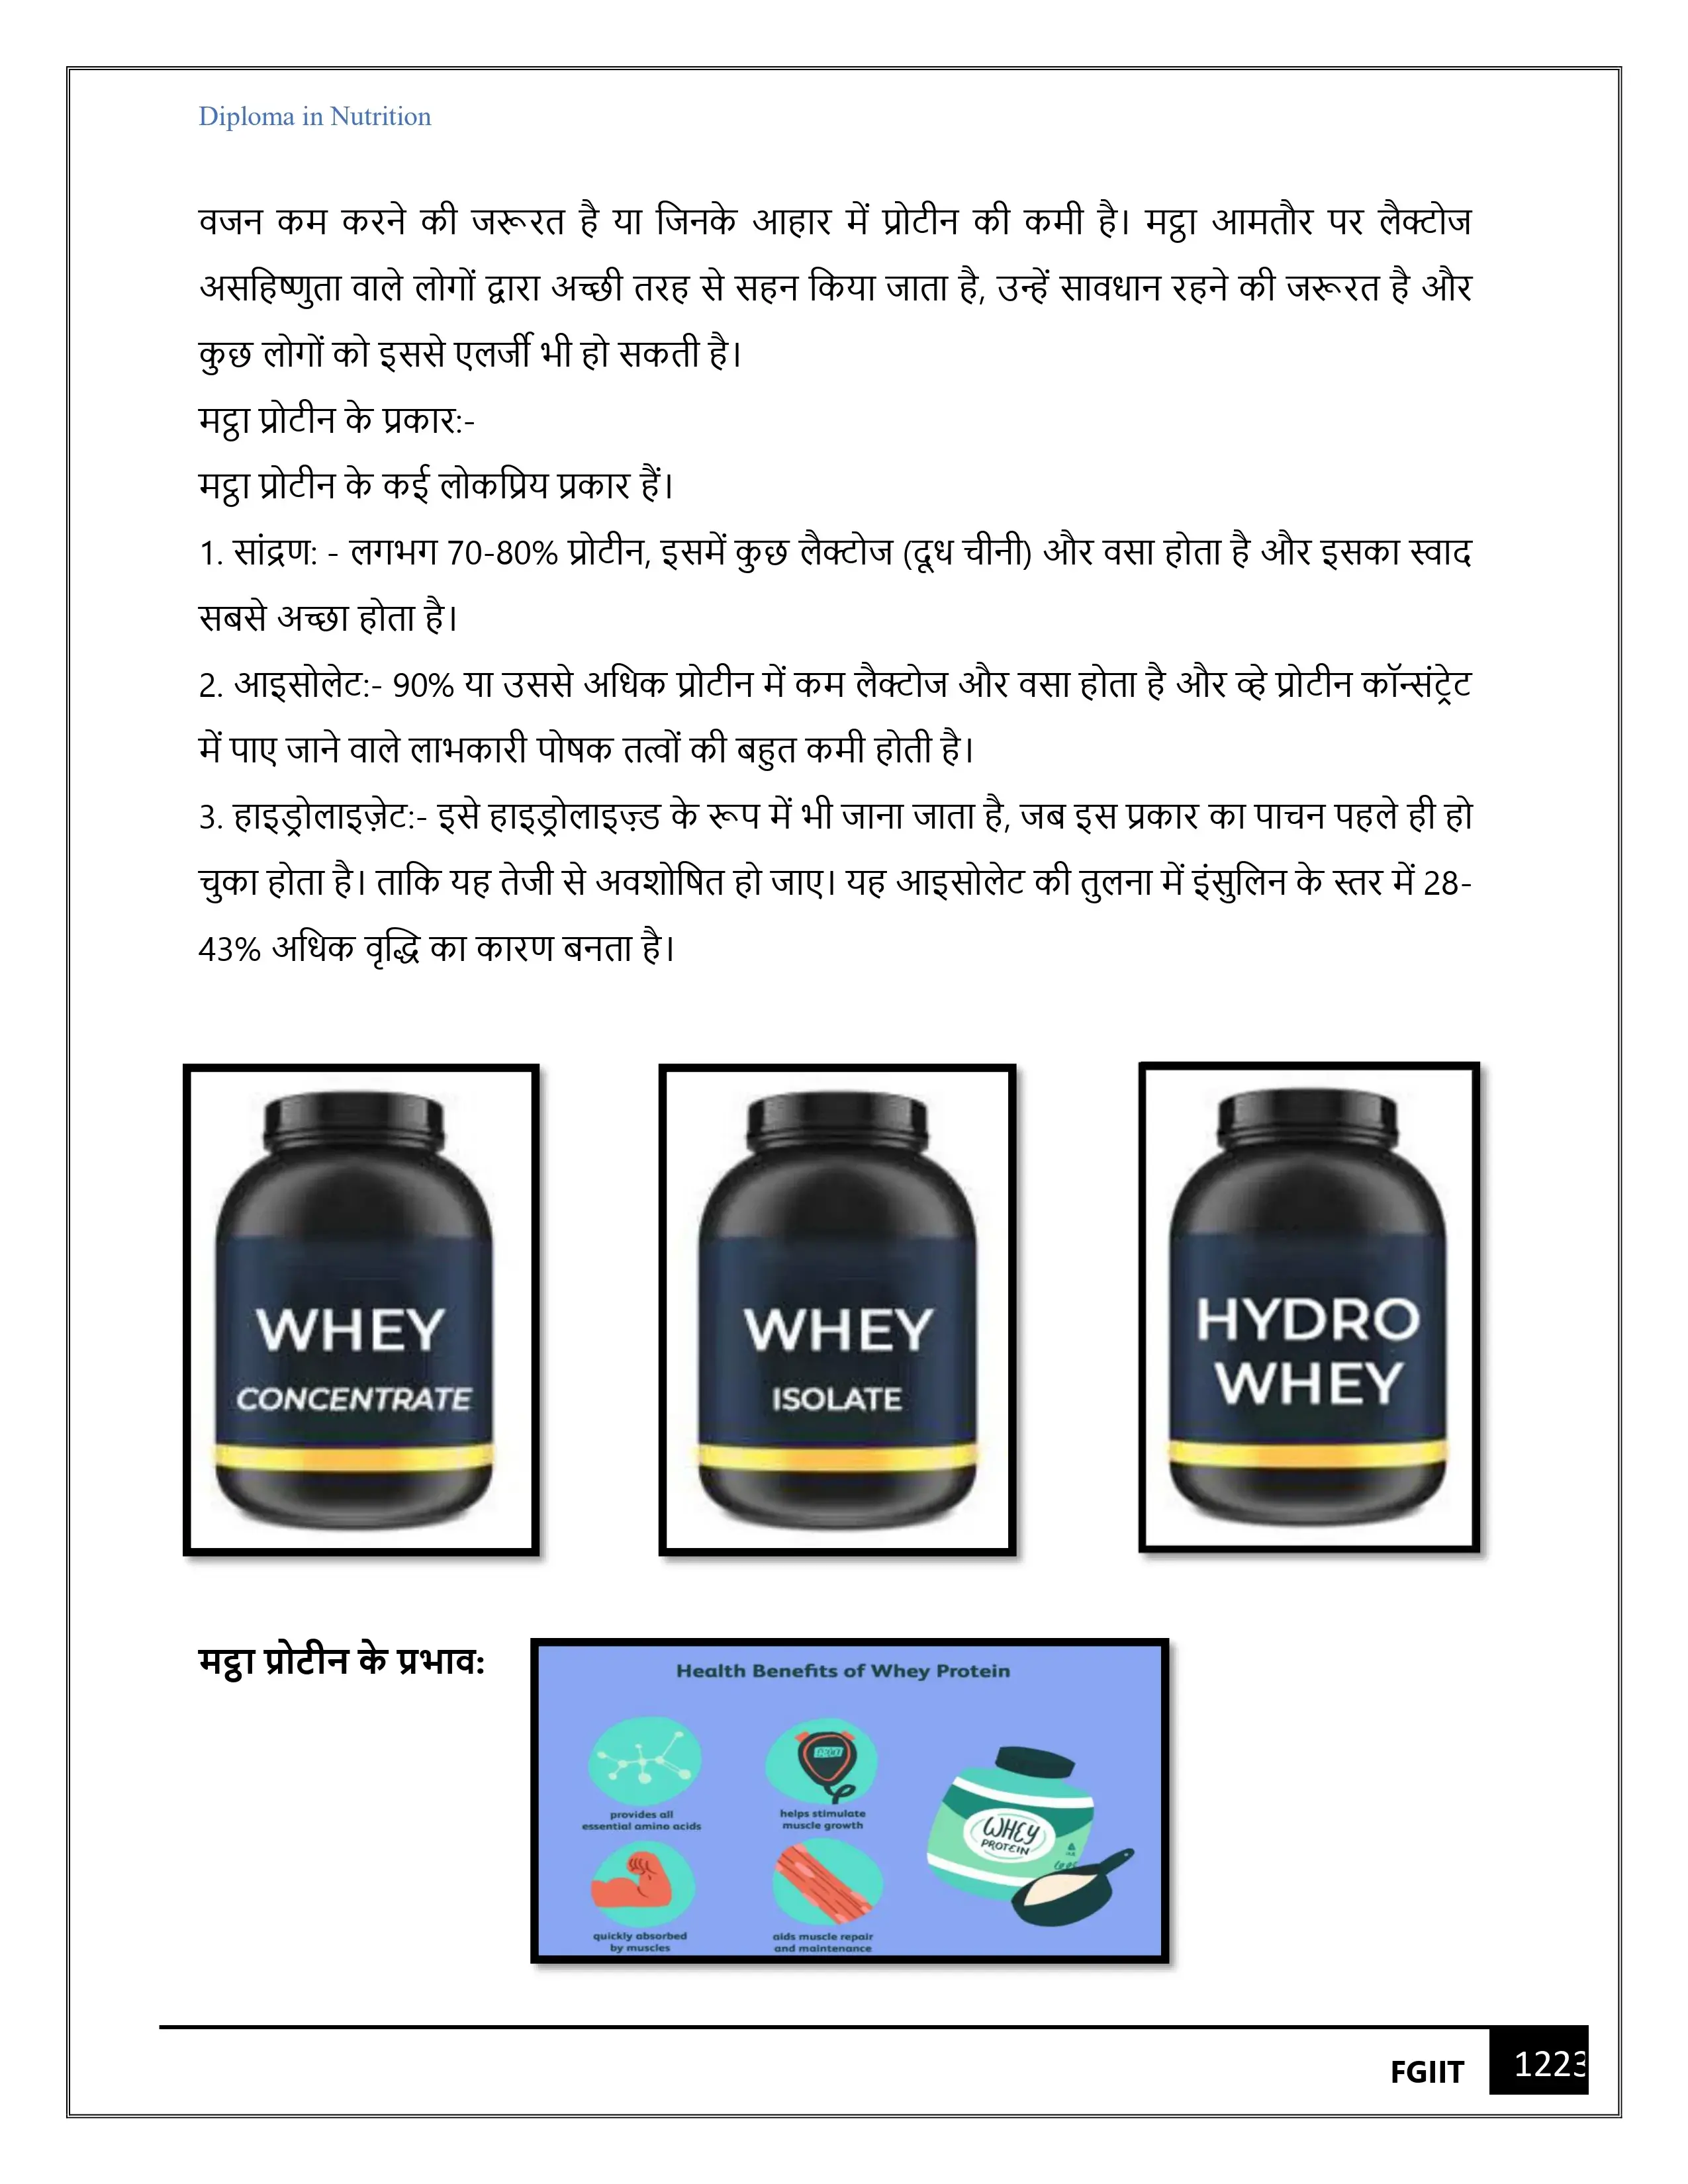 Diploma in Nutrition
वजन कम करने की जरूरत है या जिनके आहार में प्रोटीन की कमी है। मट्ठा आमतौर पर लैक्टोज
असहिष्णुता वाले लोगों द्वारा अच्छी तरह से सहन किया जाता है, उन्हें सावधान रहने की जरूरत है और
कुछ लोगों को इससे एलर्जी भी हो सकती है।
मट्ठा प्रोटीन के प्रकार:-
मट्ठा प्रोटीन के कई लोकप्रिय प्रकार हैं।
1. सांद्रण: - लगभग 70-80% प्रोटीन, इसमें कुछ लैक्टोज (दूध चीनी) और वसा होता है और इसका स्वाद
सबसे अच्छा होता है।
2. आइसोलेट:- 90% या उससे अधिक प्रोटीन में कम लैक्टोज और वसा होता है और व्हे प्रोटीन कॉन्संट्रेट
में पाए जाने वाले लाभकारी पोषक तत्वों की बहुत कमी होती है।
3. हाइड्रोलाइज़ेट:- इसे हाइड्रोलाइज़्ड के रूप में भी जाना जाता है, जब इस प्रकार का पाचन पहले ही हो
चुका होता है। ताकि यह तेजी से अवशोषित हो जाए। यह आइसोलेट की तुलना में इंसुलिन के स्तर में 28-
43% अधिक वृद्धि का कारण बनता है।
WHEY
CONCENTRATE
WHEY
ISOLATE
HYDRO
WHEY
मट्ठा प्रोटीन के प्रभाव:
Health Benefits of Whey Protein
provides all
essential amino acids
helps stimulate
muscle growth
quickly absorbed
by muscles
aids muscle repair
and maintenance
WHEY
PROTEIN
FGIIT
1223